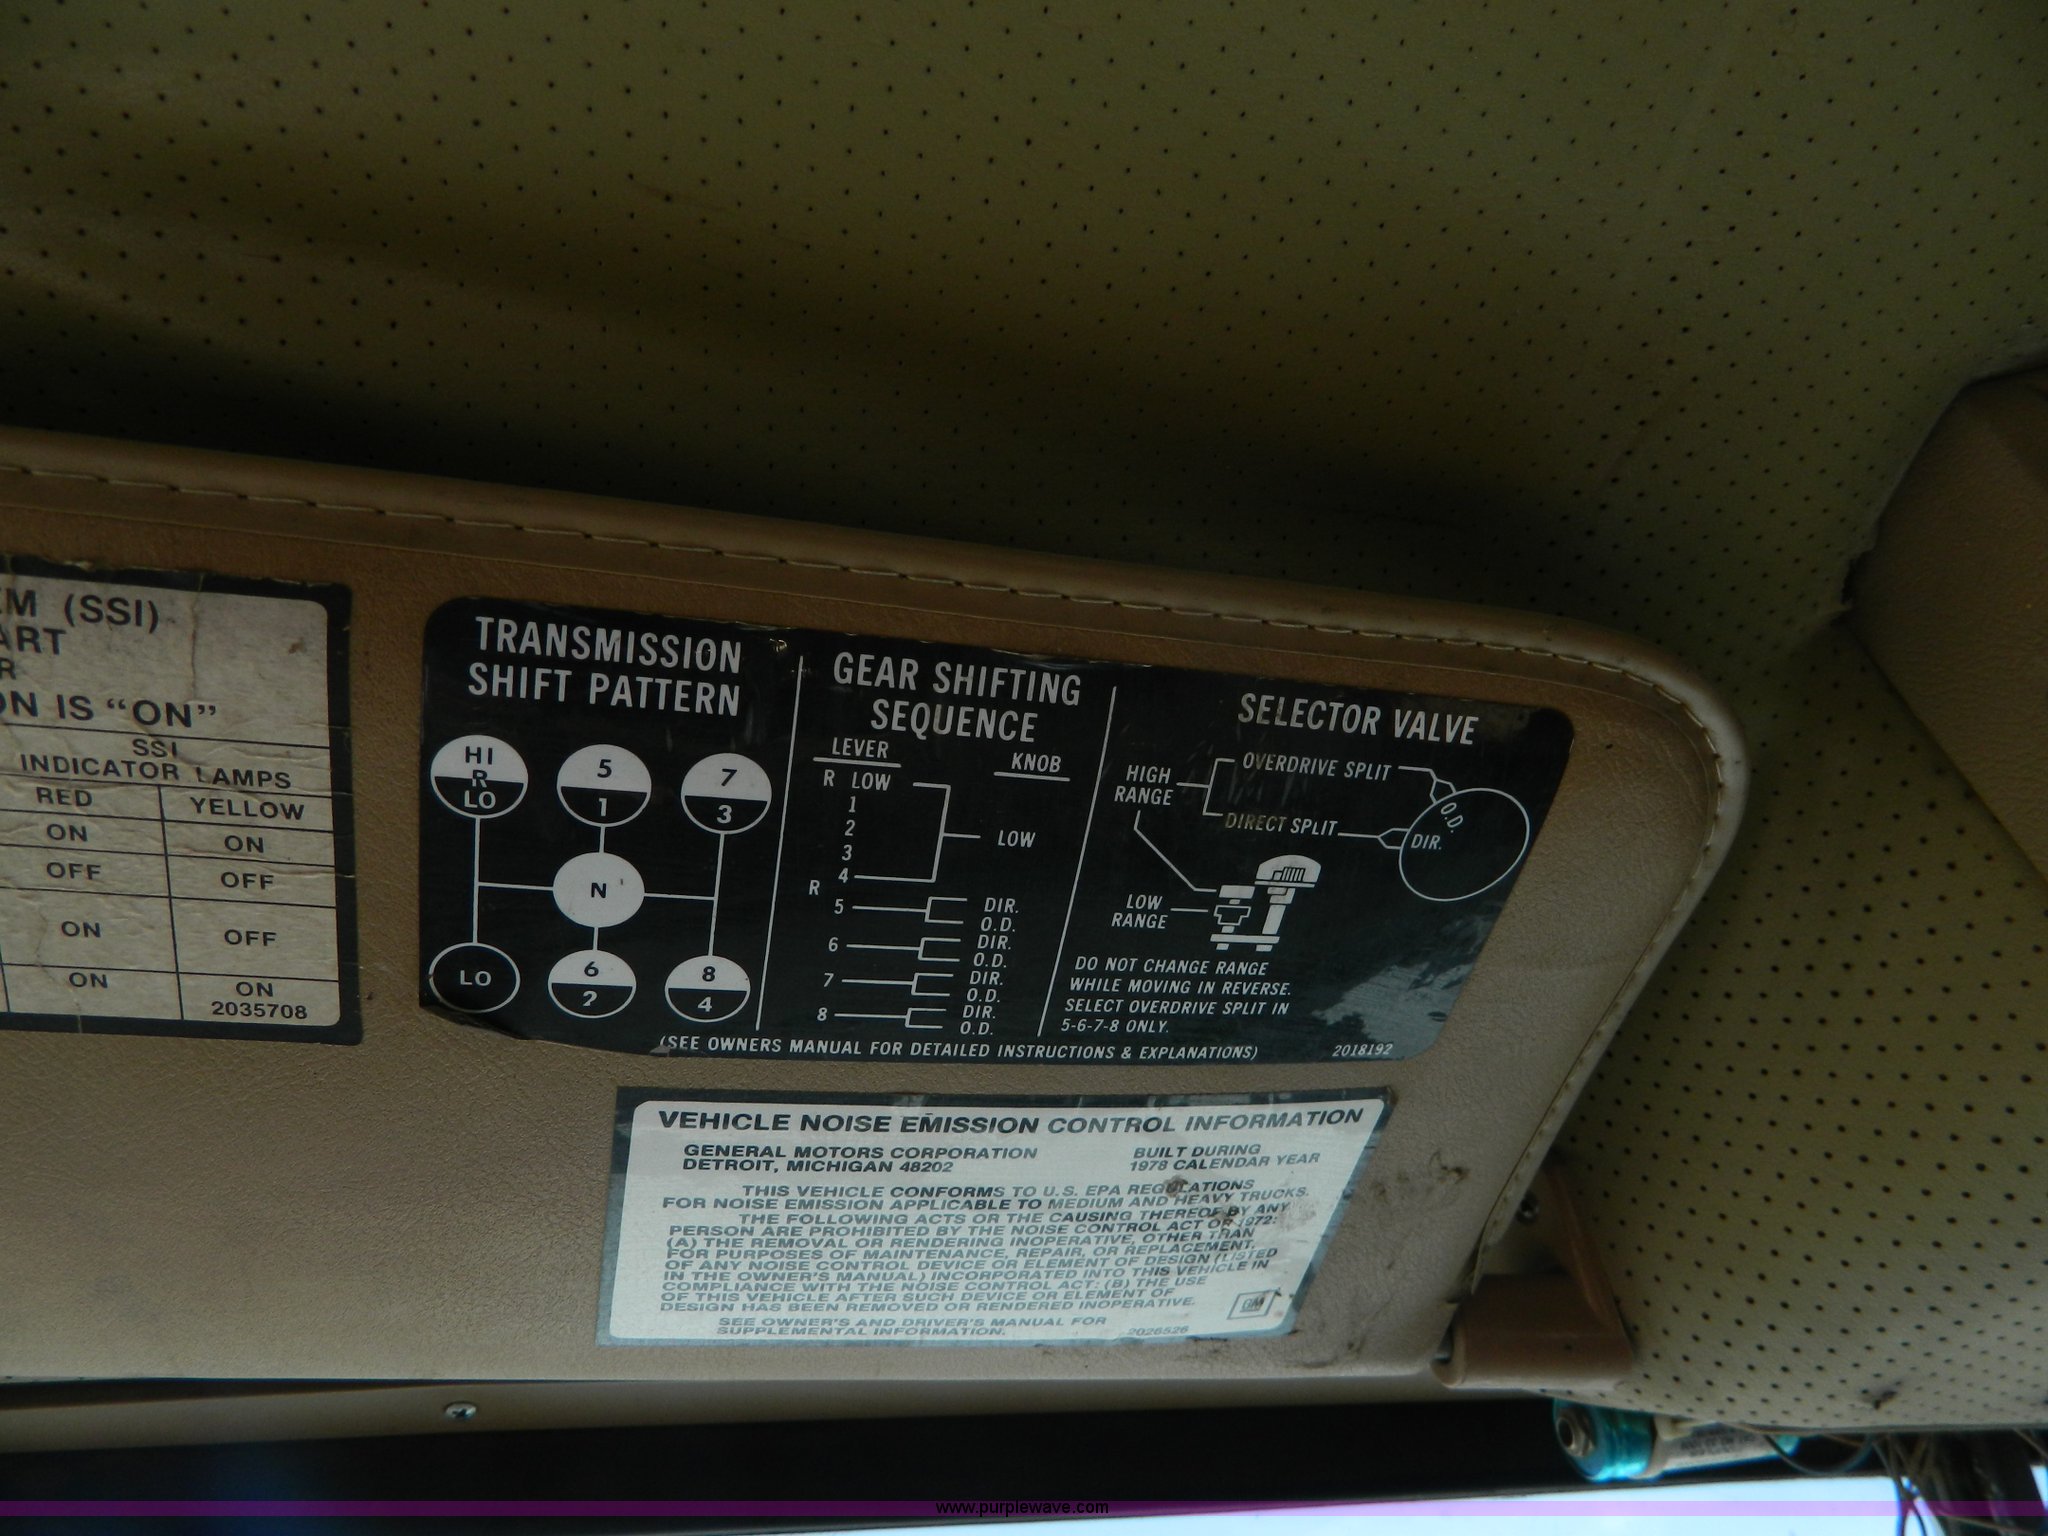 EM (SSI)
ART
R
ON IS "ON"
SSI
INDICATOR LAMPS
RED YELLOW
ON ON
OFF OFF
ON OFF
ON ON
2035708
TRANSMISSION
SHIFT PATTERN
HI
R
LO
5
1
7
3
N
LO
6
2
8
4
GEAR SHIFTING
SEQUENCE
LEVER KNOB
R LOW
1
2
3
4
LOW
R
5 DIR.
O.D.
6 DIR.
O.D.
7 DIR.
O.D.
8 DIR.
O.D.
SELECTOR VALVE
HIGH
RANGE
OVERDRIVE SPLIT
DIRECT SPLIT
O.D.
DIR.
LOW
RANGE
DO NOT CHANGE RANGE
WHILE MOVING IN REVERSE.
SELECT OVERDRIVE SPLIT IN
5-6-7-8 ONLY.
(SEE OWNERS MANUAL FOR DETAILED INSTRUCTIONS & EXPLANATIONS) 2018192
VEHICLE NOISE EMISSION CONTROL INFORMATION
GENERAL MOTORS CORPORATION BUILT DURING
DETROIT, MICHIGAN 48202 1978 CALENDAR YEAR
THIS VEHICLE CONFORMS TO U.S. EPA REGULATIONS
FOR NOISE EMISSION APPLICABLE TO MEDIUM AND HEAVY TRUCKS.
THE FOLLOWING ACTS OR THE CAUSING THEREOF BY ANY
PERSON ARE PROHIBITED BY THE NOISE CONTROL ACT OF 1972:
(A) THE REMOVAL OR RENDERING INOPERATIVE, OTHER THAN
FOR PURPOSES OF MAINTENANCE, REPAIR, OR REPLACEMENT,
OF ANY NOISE CONTROL DEVICE OR ELEMENT OF DESIGN (LISTED
IN THE OWNER'S MANUAL) INCORPORATED INTO THIS VEHICLE IN
COMPLIANCE WITH THE NOISE CONTROL ACT: (B) THE USE
OF THIS VEHICLE AFTER SUCH DEVICE OR ELEMENT OF
DESIGN HAS BEEN REMOVED OR RENDERED INOPERATIVE.
SEE OWNER'S AND DRIVER'S MANUAL FOR
SUPPLEMENTAL INFORMATION. 2026526
GM
www.purplewave.com